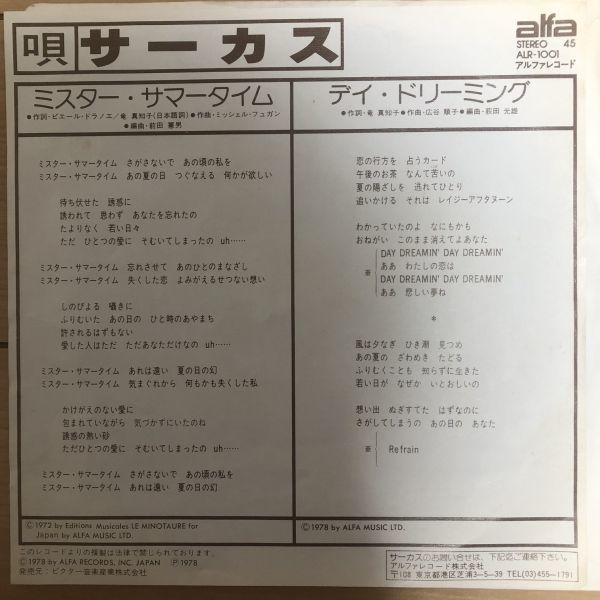 唄 サーカス
alfa
STEREO 45
ALR-1001
アルファレコード
ミスター・サマータイム
●作詞・ピエール・ドラノエ/竜 真知子(日本語詞) ●作曲・ミッシェル・フュガン
●編曲・前田 憲男
ミスター・サマータイム さがさないで あの頃の私を
ミスター・サマータイム あの夏の日 つぐなえる 何かが欲しい
待ち伏せた 誘惑に
誘われて 思わず あなたを忘れたの
たよりなく 若い日々
ただ ひとつの愛に そむいてしまったの uh……
ミスター・サマータイム 忘れさせて あのひとのまなざし
ミスター・サマータイム 失くした恋 よみがえるせつない想い
しのびよる 囁きに
ふりむいた あの日の ひと時のあやまち
許されるはずもない
愛した人はただ ただあなただけなの uh……
ミスター・サマータイム あれは遠い 夏の日の幻
ミスター・サマータイム 気まぐれから 何もかも失くした私
かけがえのない愛に
包まれていながら 気づかずにいたのね
誘惑の熱い砂
ただひとつの愛に そむいてしまったの uh……
ミスター・サマータイム さがさないで あの頃の私を
ミスター・サマータイム あれは遠い 夏の日の幻
Ⓒ1972 by Editions Musicales LE MINOTAURE for
Japan by ALFA MUSIC LTD.
デイ・ドリーミング
●作詞・竜 真知子 ●作曲・広谷 順子 ●編曲・萩田 光雄
恋の行方を 占うカード
午後のお茶 なんて苦いの
夏の陽ざしを 逃れてひとり
追いかける それは レイジーアフタヌーン
わかっていたのよ なにもかも
おねがい このまま消えてよあなた
DAY DREAMIN' DAY DREAMIN'
ああ わたしの恋は
DAY DREAMIN' DAY DREAMIN'
ああ 悲しい夢ね
*
風は夕なぎ ひき潮 見つめ
あの夏の ざわめき たどる
ふりむくことも 知らずに生きた
若い日が なぜか いとおしいの
想い出 ぬぎすてた はずなのに
さがしてしまうの あの日の あなた
Refrain
Ⓒ1978 by ALFA MUSIC LTD.
このレコードよりの複製は法律で禁じられております。
Ⓒ1978 by ALFA RECORDS, INC. JAPAN Ⓟ1978
発売元:ビクター音楽産業株式会社
サーカスのお問い合せは、下記迄ご連絡下さい。
アルファレコード株式会社
〒108 東京都港区芝浦3-5-39 TEL(03)455-1791